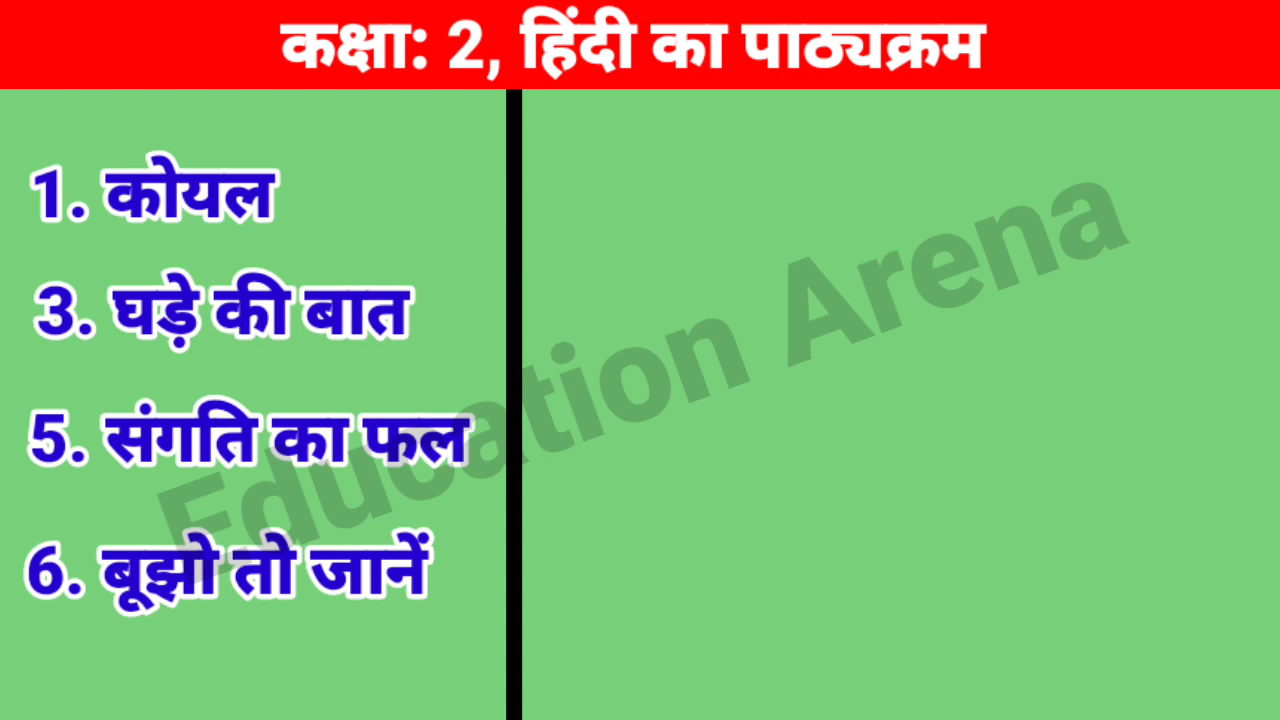 कक्षा: 2, हिंदी का पाठ्यक्रम
1. कोयल
3. घड़े की बात
5. संगति का फल
6. बूझो तो जानें
Education Arena